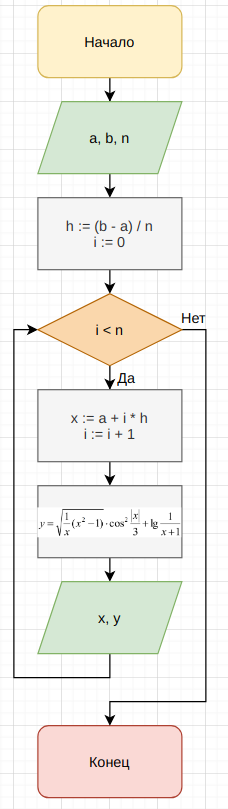 Начало
a, b, n
h := (b - a) / n
i := 0
i < n
Нет
Да
x := a + i * h
i := i + 1
y = √(1/x (x² − 1)) · cos² |x|/3 + lg 1/(x+1)
x, y
Конец